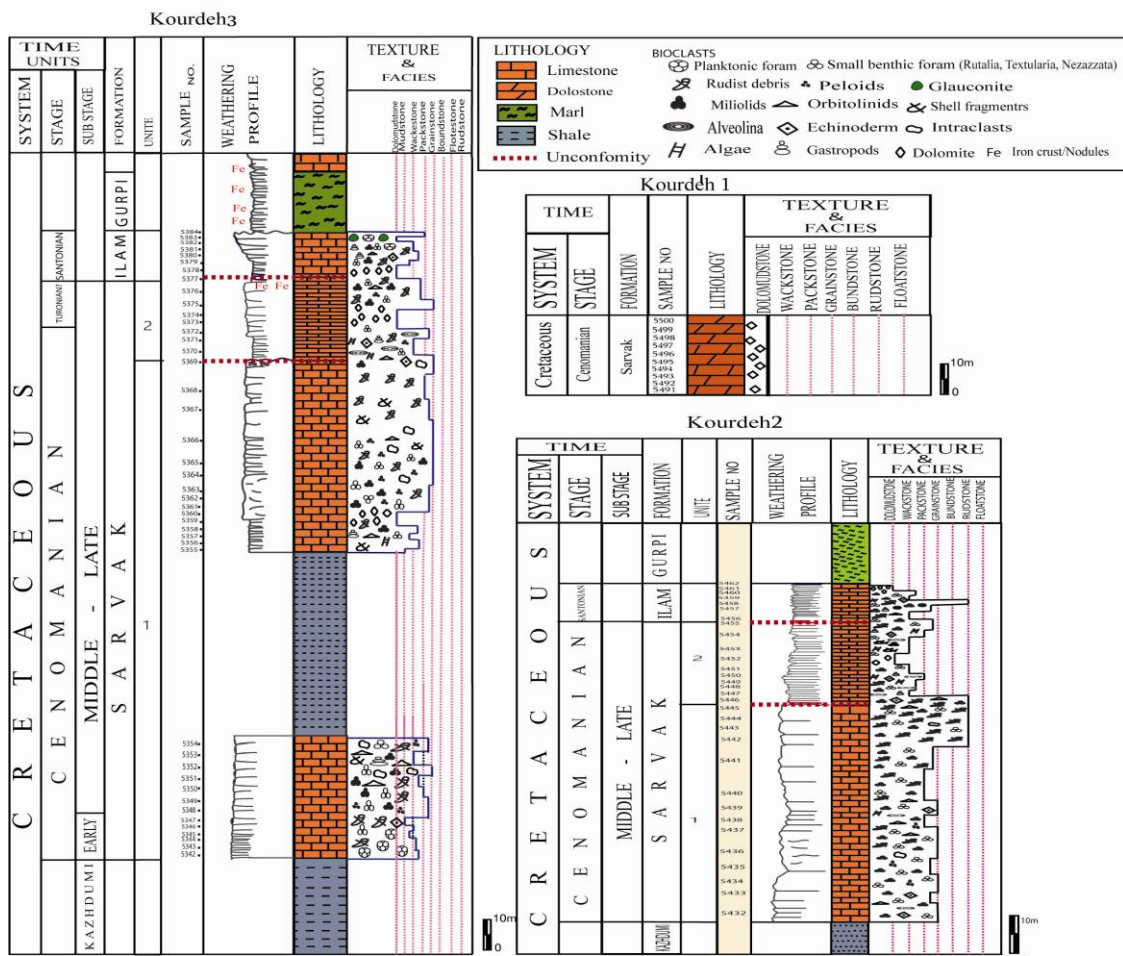 Kourdeh3
TIME
UNITS
SYSTEM
STAGE
SUB STAGE
FORMATION
UNITE
SAMPLE NO.
WEATHERING
PROFILE
LITHOLOGY
TEXTURE
&
FACIES
Dolomudstone
Mudstone
Wackestone
Packstone
Grainstone
Boundstone
Flotestone
Rudstone
CRETACEOUS
CENOMANIAN
TURONIAN?
SANTONIAN
MIDDLE - LATE
EARLY
KAZHDUMI
SARVAK
ILAM
GURPI
1
2
Fe
Fe
Fe
Fe
Fe Fe
5384
5383
5382
5381
5380
5379
5378
5377
5376
5375
5374
5373
5372
5371
5370
5369
5368
5367
5366
5365
5364
5363
5362
5361
5360
5359
5358
5357
5356
5355
5354
5353
5352
5351
5350
5349
5348
5347
5346
5345
5344
5343
5342
10m
0
LITHOLOGY
Limestone
Dolostone
Marl
Shale
Unconfomity
BIOCLASTS
Planktonic foram
Small benthic foram (Rutalia, Textularia, Nezazzata)
Rudist debris
Peloids
Glauconite
Miliolids
Orbitolinids
Shell fragmentrs
Alveolina
Echinoderm
Intraclasts
Algae
Gastropods
Dolomite
Fe Iron crust/Nodules
Kourdeh 1
TIME
SYSTEM
STAGE
FORMATION
SAMPLE NO
LITHOLOGY
TEXTURE
&
FACIES
DOLOMUDSTONE
WACKSTONE
PACKSTONE
GRAINSTONE
BUNDSTONE
RUDSTONE
FLOATSTONE
Cretaceous
Cenomanian
Sarvak
5500
5499
5498
5497
5496
5495
5494
5493
5492
5491
10m
0
Kourdeh2
TIME
SYSTEM
STAGE
SUB STAGE
FORMATION
UNITE
SAMPLE NO
WEATHERING
PROFILE
LITHOLOGY
TEXTURE
&
FACIES
DOLOMDSTONE
WACKSTONE
PACKSTONE
GRAINSTONE
BUNDSTONE
RUDSTONE
FLOATSTONE
CRETACEOUS
CENOMANIAN
SANTONIAN
MIDDLE - LATE
SARVAK
ILAM
GURPI
1
2
5462
5461
5460
5459
5458
5457
5456
5455
5454
5453
5452
5451
5450
5449
5448
5447
5446
5445
5444
5443
5442
5441
5440
5439
5438
5437
5436
5435
5434
5433
5432
10m